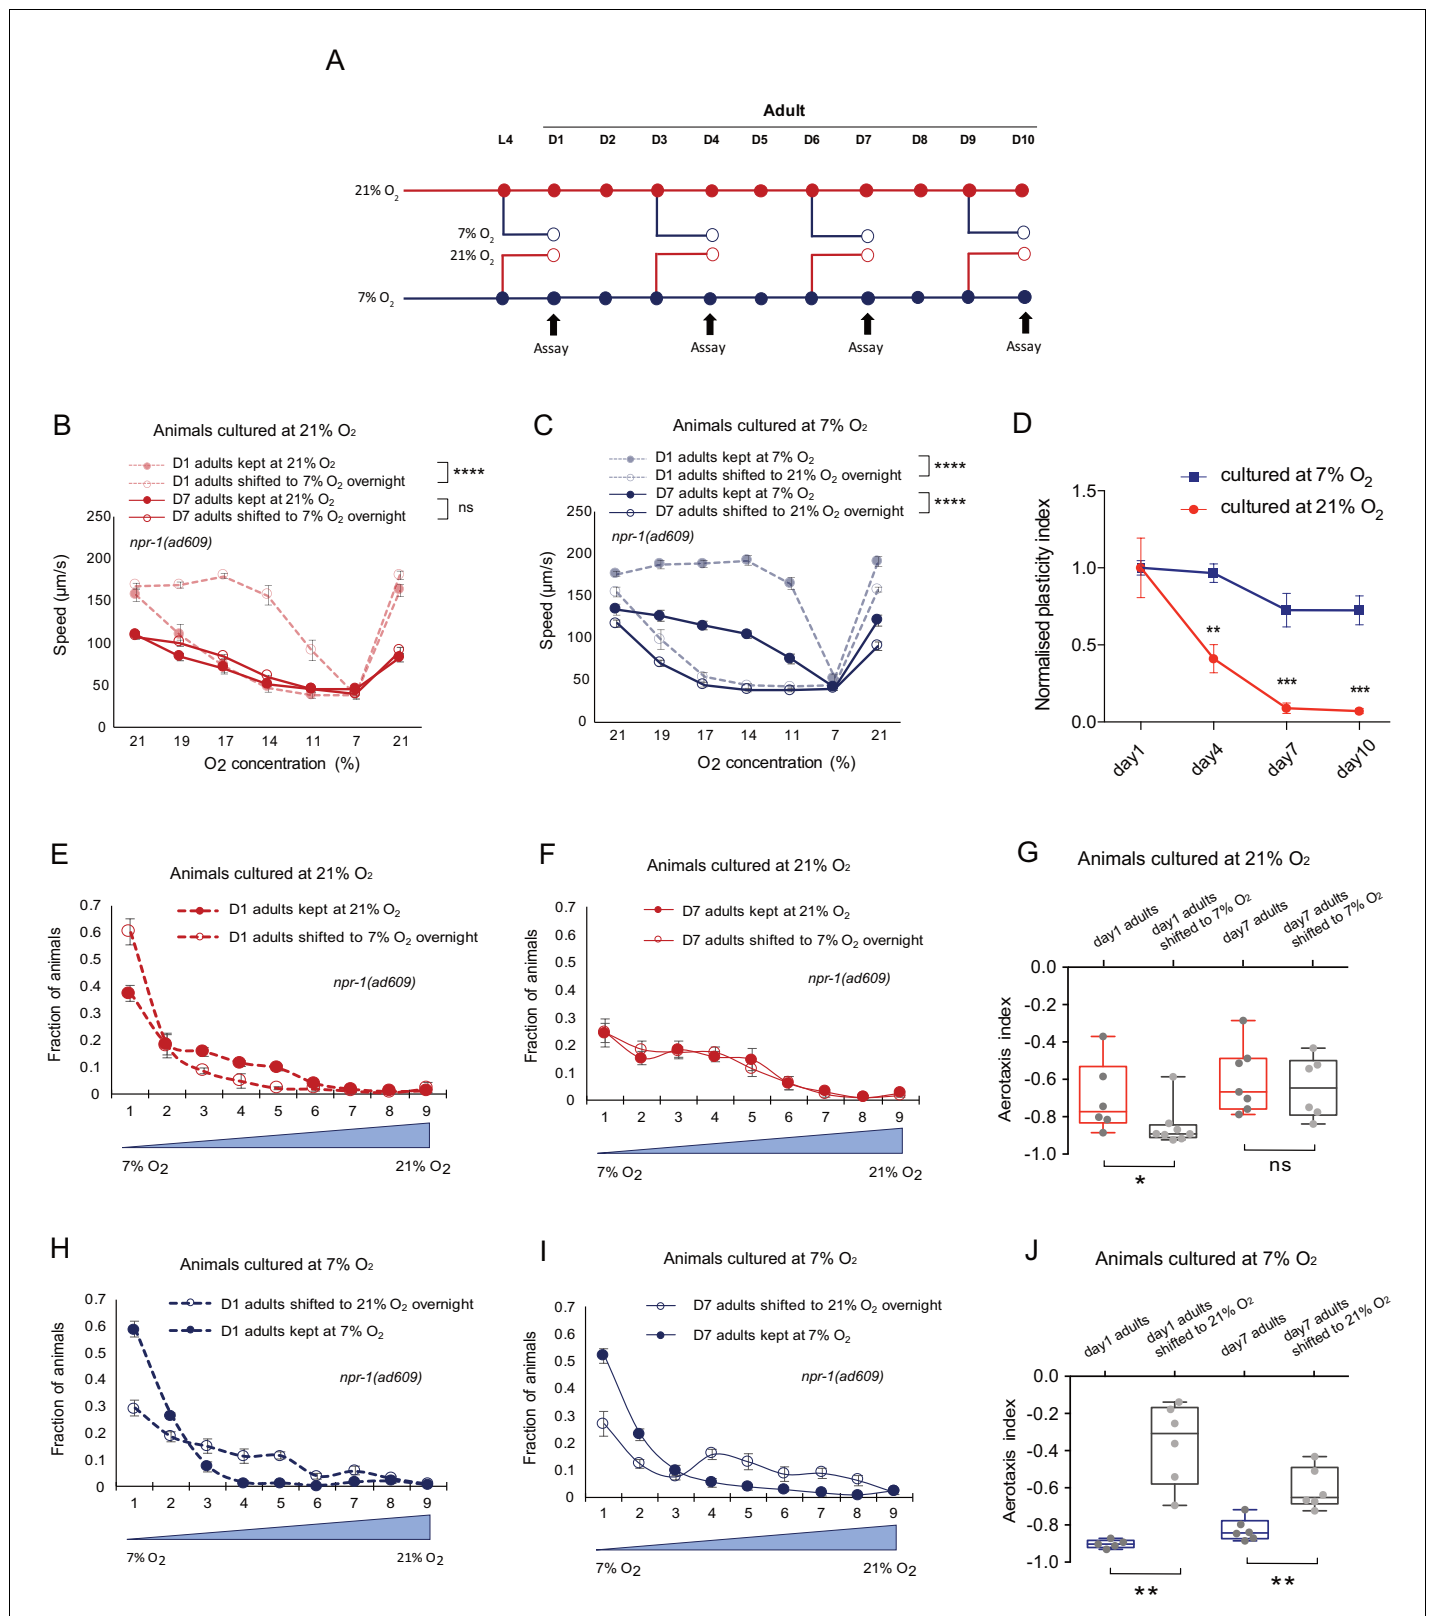 A
Adult
L4 D1 D2 D3 D4 D5 D6 D7 D8 D9 D10
21% O2
7% O2
21% O2
7% O2
Assay Assay Assay Assay
B
Animals cultured at 21% O2
D1 adults kept at 21% O2
D1 adults shifted to 7% O2 overnight
D7 adults kept at 21% O2
D7 adults shifted to 7% O2 overnight
****
ns
npr-1(ad609)
Speed (µm/s)
250
200
150
100
50
0
21 19 17 14 11 7 21
O2 concentration (%)
C
Animals cultured at 7% O2
D1 adults kept at 7% O2
D1 adults shifted to 21% O2 overnight
D7 adults kept at 7% O2
D7 adults shifted to 21% O2 overnight
****
****
npr-1(ad609)
Speed (µm/s)
250
200
150
100
50
0
21 19 17 14 11 7 21
O2 concentration (%)
D
cultured at 7% O2
cultured at 21% O2
Normalised plasticity index
1.5
1.0
0.5
0.0
**
***
***
day1 day4 day7 day10
E
Animals cultured at 21% O2
D1 adults kept at 21% O2
D1 adults shifted to 7% O2 overnight
npr-1(ad609)
Fraction of animals
0.7
0.6
0.5
0.4
0.3
0.2
0.1
0
1 2 3 4 5 6 7 8 9
7% O2 21% O2
F
Animals cultured at 21% O2
D7 adults kept at 21% O2
D7 adults shifted to 7% O2 overnight
npr-1(ad609)
Fraction of animals
0.7
0.6
0.5
0.4
0.3
0.2
0.1
0
1 2 3 4 5 6 7 8 9
7% O2 21% O2
G
Animals cultured at 21% O2
day1 adults
day1 adults
shifted to 7% O2
day7 adults
day7 adults
shifted to 7% O2
Aerotaxis index
0.0
-0.4
-0.6
-0.8
-1.0
*
ns
H
Animals cultured at 7% O2
D1 adults shifted to 21% O2 overnight
D1 adults kept at 7% O2
npr-1(ad609)
Fraction of animals
0.7
0.6
0.5
0.4
0.3
0.2
0.1
0
1 2 3 4 5 6 7 8 9
7% O2 21% O2
I
Animals cultured at 7% O2
D7 adults shifted to 21% O2 overnight
D7 adults kept at 7% O2
npr-1(ad609)
Fraction of animals
0.7
0.6
0.5
0.4
0.3
0.2
0.1
0
1 2 3 4 5 6 7 8 9
7% O2 21% O2
J
Animals cultured at 7% O2
day1 adults
day1 adults
shifted to 21% O2
day7 adults
day7 adults
shifted to 21% O2
Aerotaxis index
0.0
-0.2
-0.4
-0.6
-0.8
-1.0
**
**